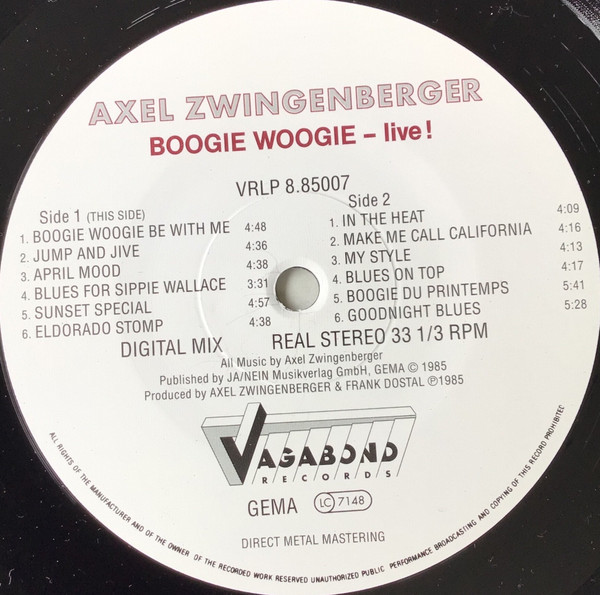 AXEL ZWINGENBERGER
BOOGIE WOOGIE – live!
VRLP 8.85007
Side 1 (THIS SIDE)
1. BOOGIE WOOGIE BE WITH ME 4:48
2. JUMP AND JIVE 4:36
3. APRIL MOOD 4:38
4. BLUES FOR SIPPIE WALLACE 3:31
5. SUNSET SPECIAL 4:57
6. ELDORADO STOMP 4:38
Side 2
1. IN THE HEAT 4:09
2. MAKE ME CALL CALIFORNIA 4:16
3. MY STYLE 4:13
4. BLUES ON TOP 4:17
5. BOOGIE DU PRINTEMPS 5:41
6. GOODNIGHT BLUES 5:28
DIGITAL MIX REAL STEREO 33 1/3 RPM
All Music by Axel Zwingenberger
Published by JA/NEIN Musikverlag GmbH, GEMA © 1985
Produced by AXEL ZWINGENBERGER & FRANK DOSTAL ℗1985
VAGABOND
RECORDS
GEMA LC 7148
DIRECT METAL MASTERING
ALL RIGHTS OF THE MANUFACTURER AND OF THE OWNER OF THE RECORDED WORK RESERVED UNAUTHORIZED PUBLIC PERFORMANCE BROADCASTING AND COPYING OF THIS RECORD PROHIBITED